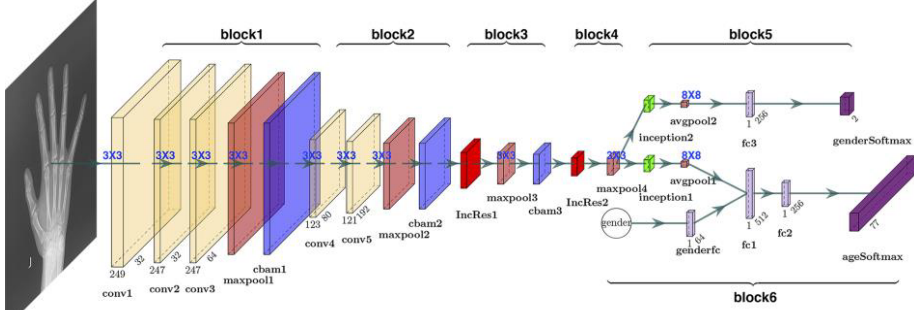 block1 block2 block3 block4 block5
8X8
2
avgpool2 1 256
inception2 fc3 genderSoftmax
3X3 3X3 3X3 3X3 3X3 3X3 3X3 3X3 3X3 8X8
maxpool4 avgpool1
maxpool3 inception1
IncRes1 cbam3 IncRes2
123 80 121 192
conv4 conv5 maxpool2 cbam2
gender
1 64 1 512 1 256 77
genderfc fc1 fc2 ageSoftmax
J
249 32 247 32 247 64
conv1 conv2 conv3 maxpool1 cbam1
block6